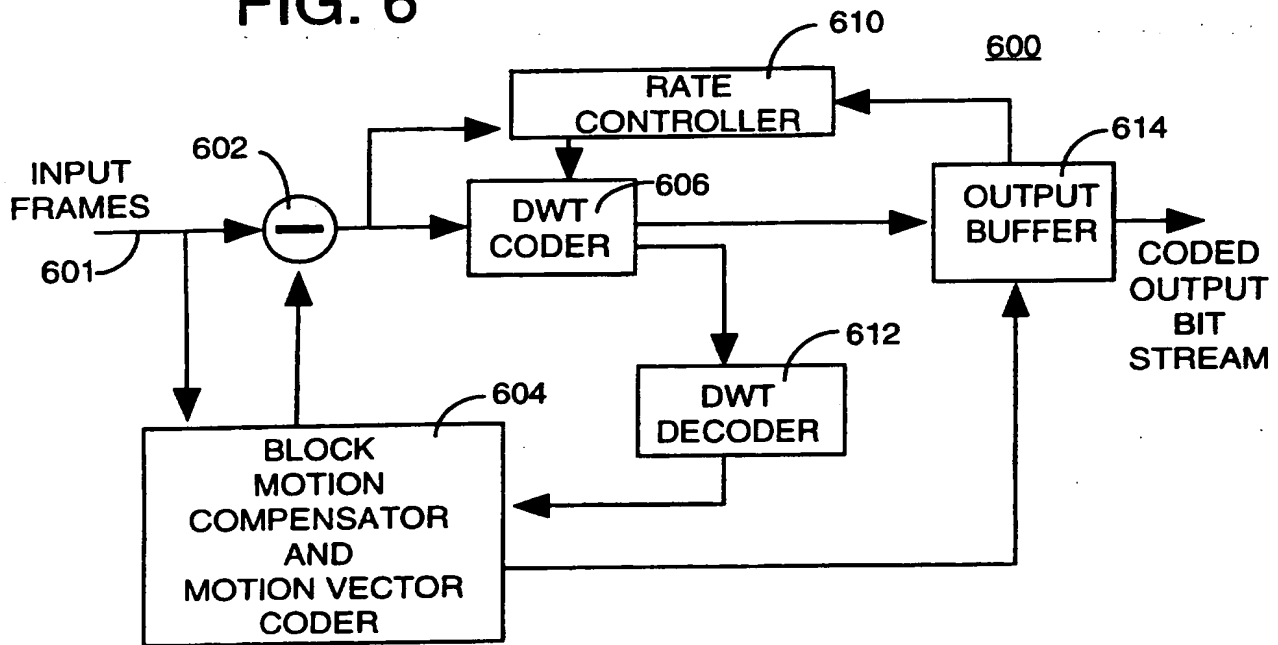 FIG. 6
610
600
RATE
CONTROLLER
602
614
INPUT
FRAMES
606
DWT
CODER
OUTPUT
BUFFER
601
CODED
OUTPUT
BIT
STREAM
612
DWT
DECODER
604
BLOCK
MOTION
COMPENSATOR
AND
MOTION VECTOR
CODER